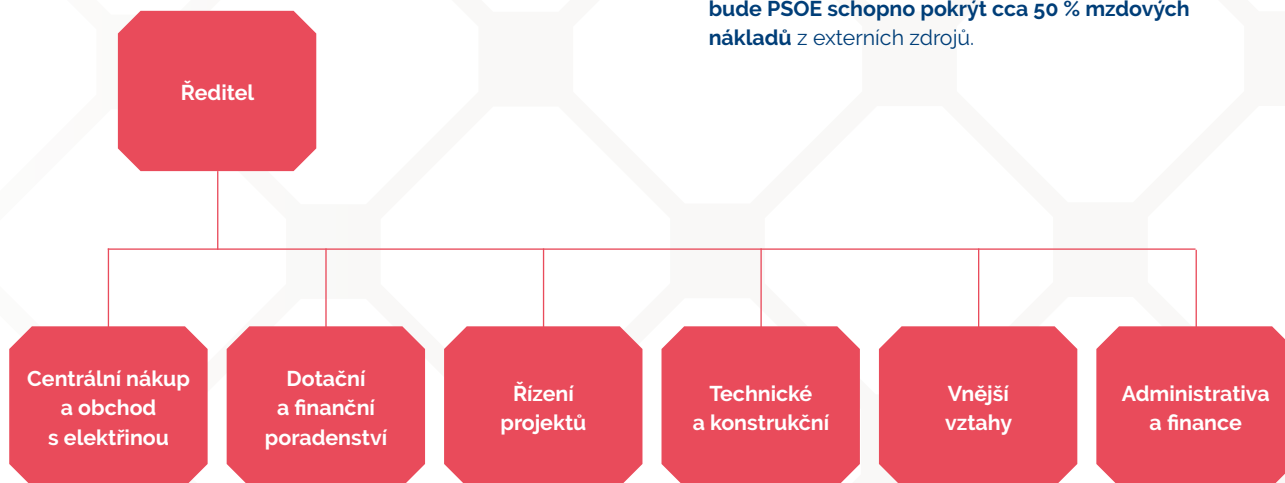 bude PSOE schopno pokrýt cca 50 % mzdových
nákladů z externích zdrojů.
Ředitel
Centrální nákup
a obchod
s elektřinou
Dotační
a finanční
poradenství
Řízení
projektů
Technické
a konstrukční
Vnější
vztahy
Administrativa
a finance